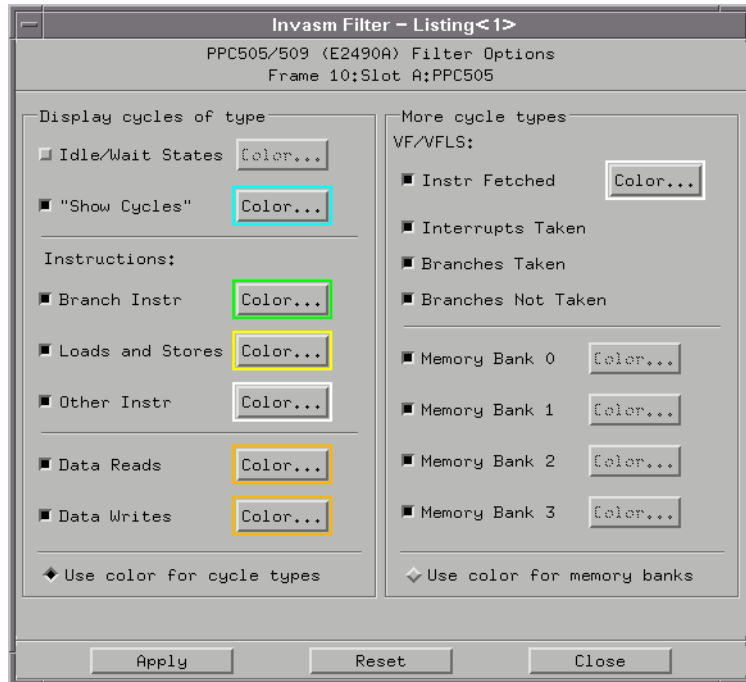 Invasm Filter – Listing<1>
PPC505/509 (E2490A) Filter Options
Frame 10:Slot A:PPC505
Display cycles of type
Idle/Wait States Color...
"Show Cycles" Color...
Instructions:
Branch Instr Color...
Loads and Stores Color...
Other Instr Color...
Data Reads Color...
Data Writes Color...
Use color for cycle types
More cycle types
VF/VFLS:
Instr Fetched Color...
Interrupts Taken
Branches Taken
Branches Not Taken
Memory Bank 0 Color...
Memory Bank 1 Color...
Memory Bank 2 Color...
Memory Bank 3 Color...
Use color for memory banks
Apply Reset Close